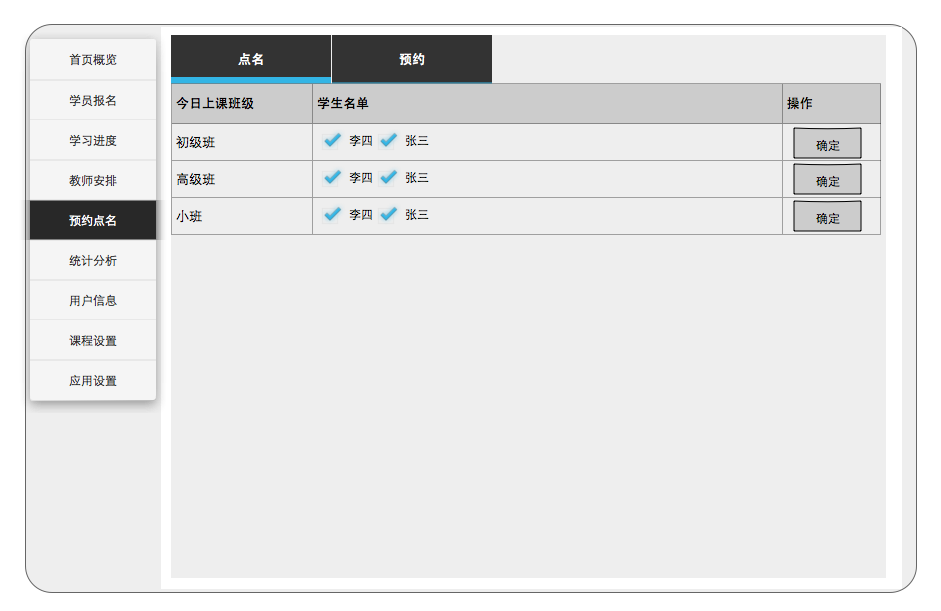 首页概览
学员报名
学习进度
教师安排
预约点名
统计分析
用户信息
课程设置
应用设置
点名 预约
今日上课班级 学生名单 操作
初级班 李四 张三 确定
高级班 李四 张三 确定
小班 李四 张三 确定